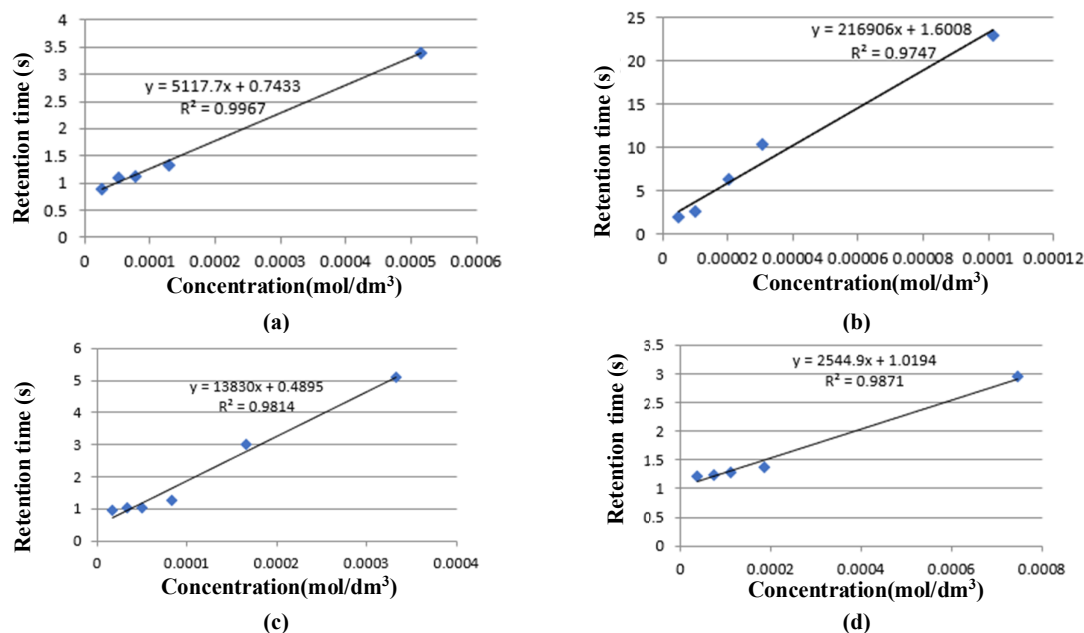 4
3.5
3
2.5
2
1.5
1
0.5
0
y = 5117.7x + 0.7433
R² = 0.9967
0 0.0001 0.0002 0.0003 0.0004 0.0005 0.0006
Retention time (s)
Concentration(mol/dm³)
(a)
25
20
15
10
5
0
y = 216906x + 1.6008
R² = 0.9747
0 0.00002 0.00004 0.00006 0.00008 0.0001 0.00012
Retention time (s)
Concentration(mol/dm³)
(b)
6
5
4
3
2
1
0
y = 13830x + 0.4895
R² = 0.9814
0 0.0001 0.0002 0.0003 0.0004
Retention time (s)
Concentration(mol/dm³)
(c)
3.5
3
2.5
2
1.5
1
0.5
0
y = 2544.9x + 1.0194
R² = 0.9871
0 0.0002 0.0004 0.0006 0.0008
Retention time (s)
Concentration(mol/dm³)
(d)